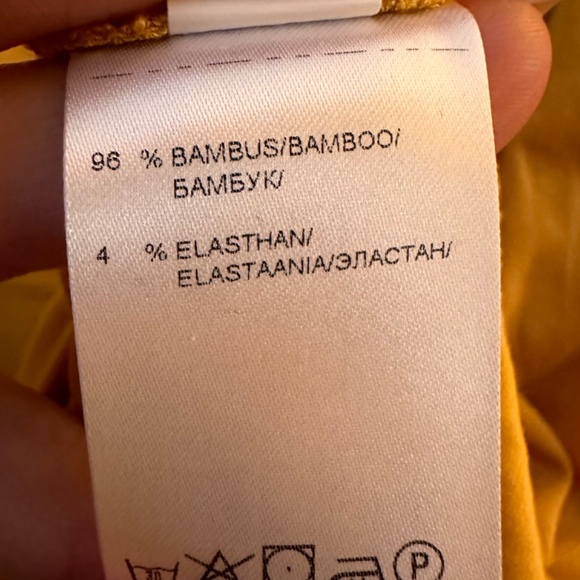 96 % BAMBUS/BAMBOO/
БАМБУК/
4 % ELASTHAN/
ELASTAANIA/ЭЛАСТАН/
P